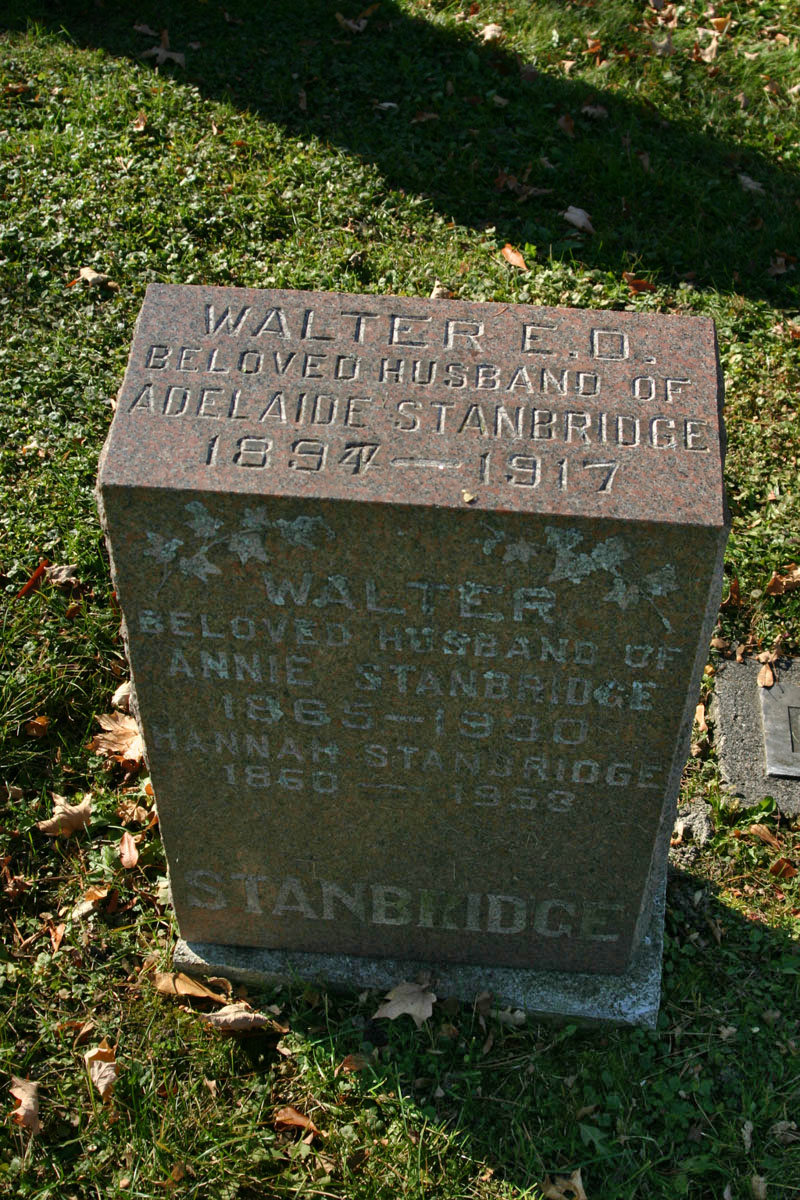 WALTER E.D.
BELOVED HUSBAND OF
ADELAIDE STANBRIDGE
1894 — 1917
WALTER
BELOVED HUSBAND OF
ANNIE STANBRIDGE
1865 — 1930
HANNAH STANBRIDGE
1860 — 1953
STANBRIDGE